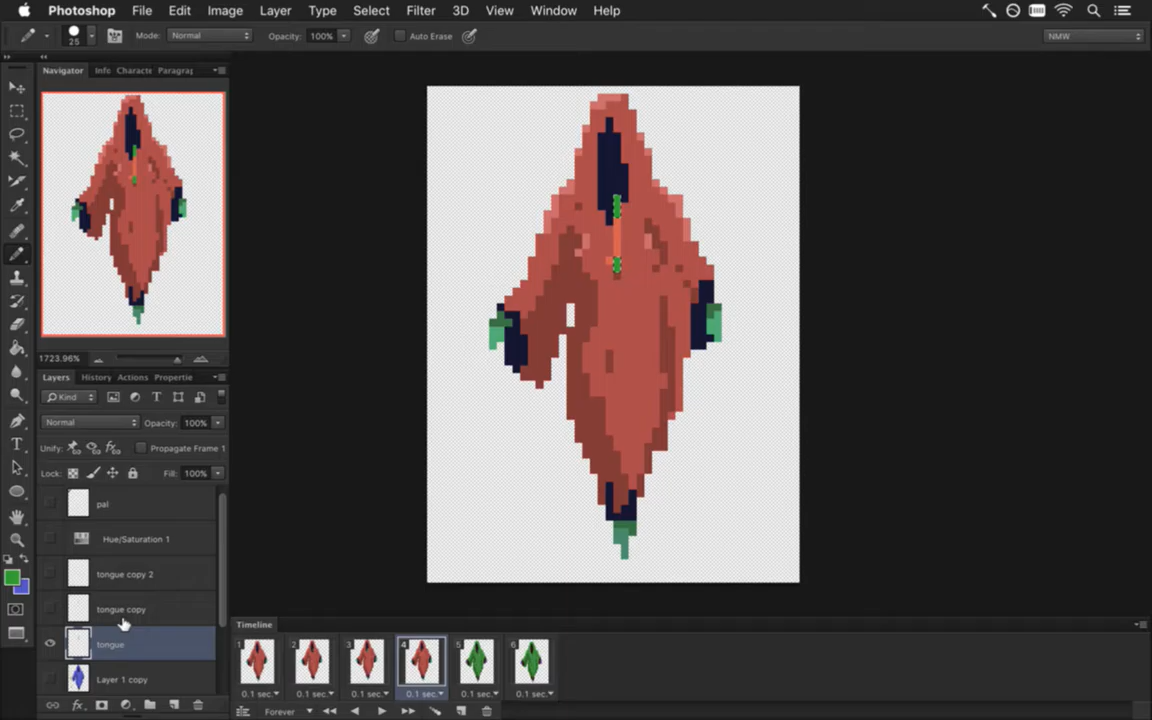 Photoshop File Edit Image Layer Type Select Filter 3D View Window Help
25 Mode: Normal Opacity: 100% Auto Erase NMW
Navigator Info Characte Paragrap
1723.96%
Layers History Actions Propertie
Kind
Normal Opacity: 100%
Unify: Propagate Frame 1
Lock: Fill: 100%
pal
Hue/Saturation 1
tongue copy 2
tongue copy
tongue
Layer 1 copy
Timeline
1 2 3 4 5 6
0.1 sec. 0.1 sec. 0.1 sec. 0.1 sec. 0.1 sec. 0.1 sec.
Forever